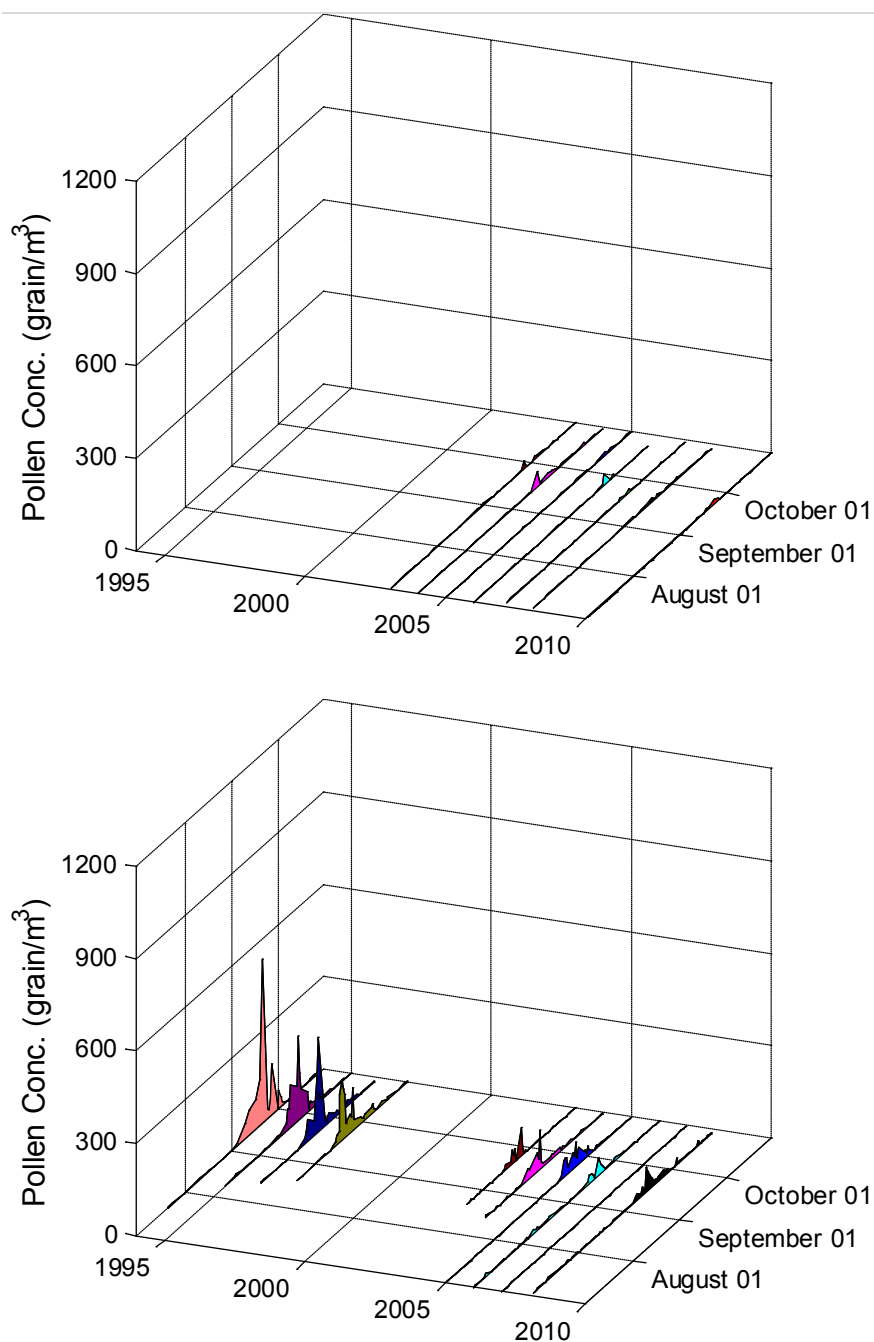 1200
900
600
300
0
Pollen Conc. (grain/m³)
1995
2000
2005
2010
October 01
September 01
August 01
1200
900
600
300
0
Pollen Conc. (grain/m³)
1995
2000
2005
2010
October 01
September 01
August 01